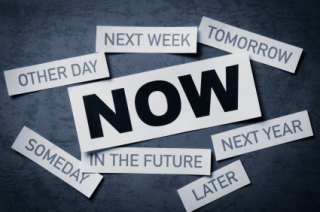 NEXT WEEK
TOMORROW
OTHER DAY
NOW
NEXT YEAR
SOMEDAY
IN THE FUTURE
LATER